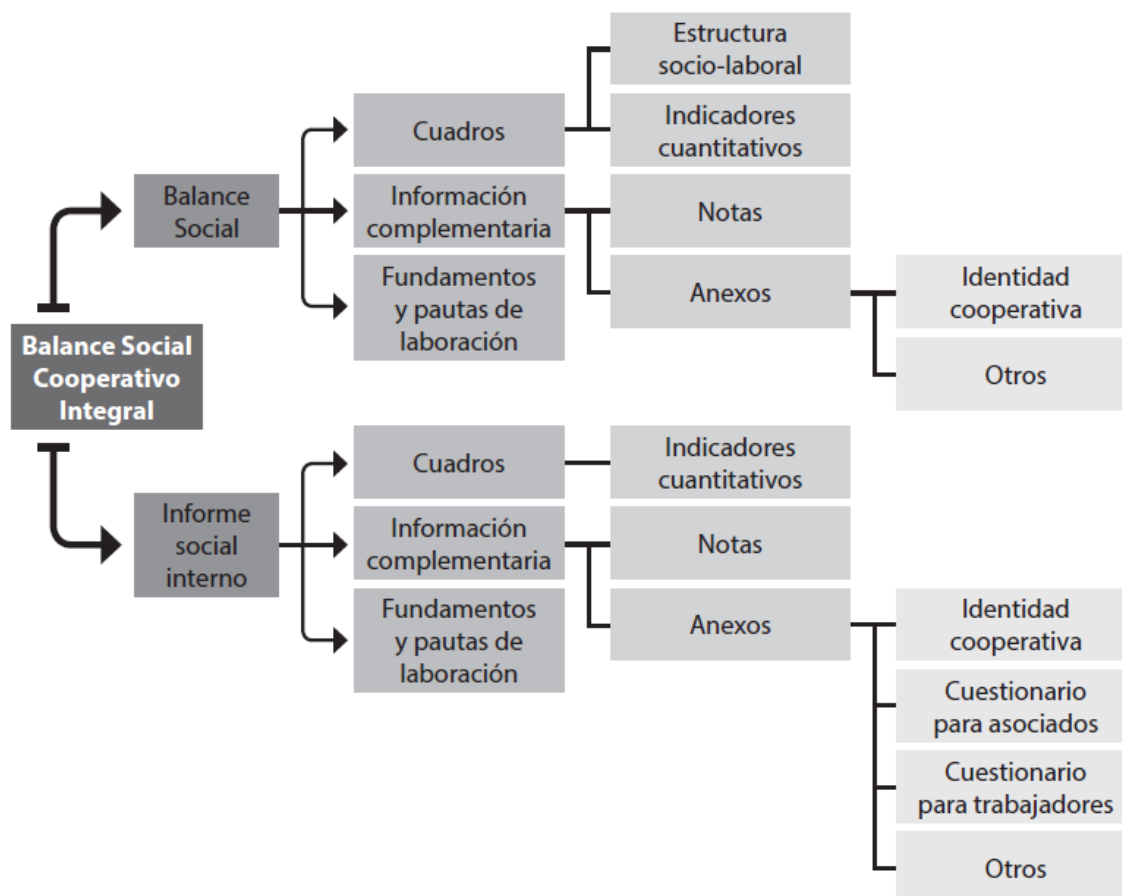 Estructura
socio-laboral
Cuadros
Indicadores
cuantitativos
Balance
Social
Información
complementaria
Notas
Fundamentos
y pautas de
laboración
Anexos
Identidad
cooperativa
Otros
Balance Social
Cooperativo
Integral
Cuadros
Indicadores
cuantitativos
Informe
social
interno
Información
complementaria
Notas
Fundamentos
y pautas de
laboración
Anexos
Identidad
cooperativa
Cuestionario
para asociados
Cuestionario
para trabajadores
Otros